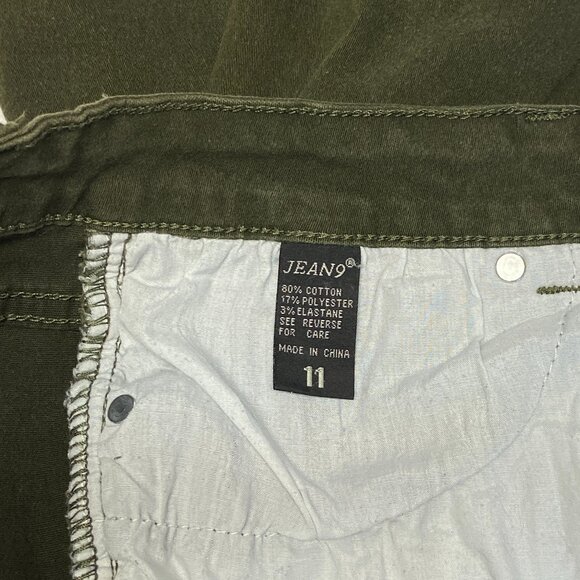 JEAN9®
80% COTTON
17% POLYESTER
3% ELASTANE
SEE REVERSE
FOR CARE
MADE IN CHINA
11